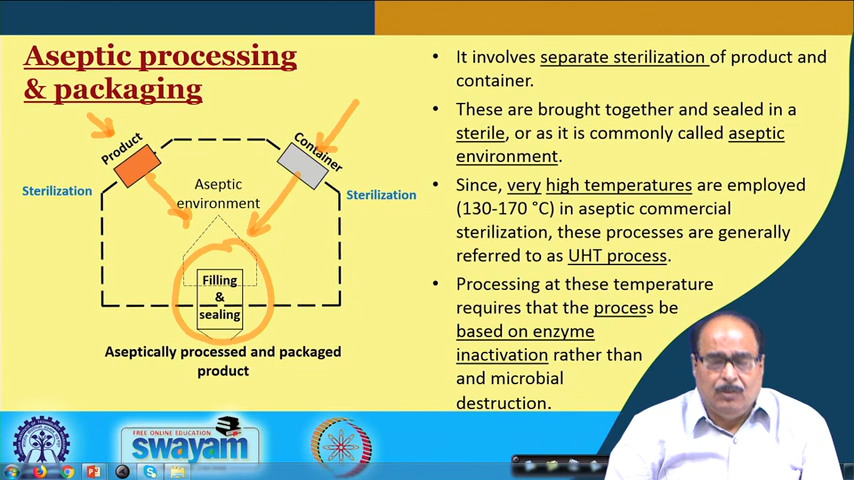 Aseptic processing
& packaging
Product
Container
Sterilization
Aseptic
environment
Sterilization
Filling
&
sealing
Aseptically processed and packaged
product
• It involves separate sterilization of product and
container.
• These are brought together and sealed in a
sterile, or as it is commonly called aseptic
environment.
• Since, very high temperatures are employed
(130-170 °C) in aseptic commercial
sterilization, these processes are generally
referred to as UHT process.
• Processing at these temperature
requires that the process be
based on enzyme
inactivation rather than
and microbial
destruction.
FREE ONLINE EDUCATION
swayam